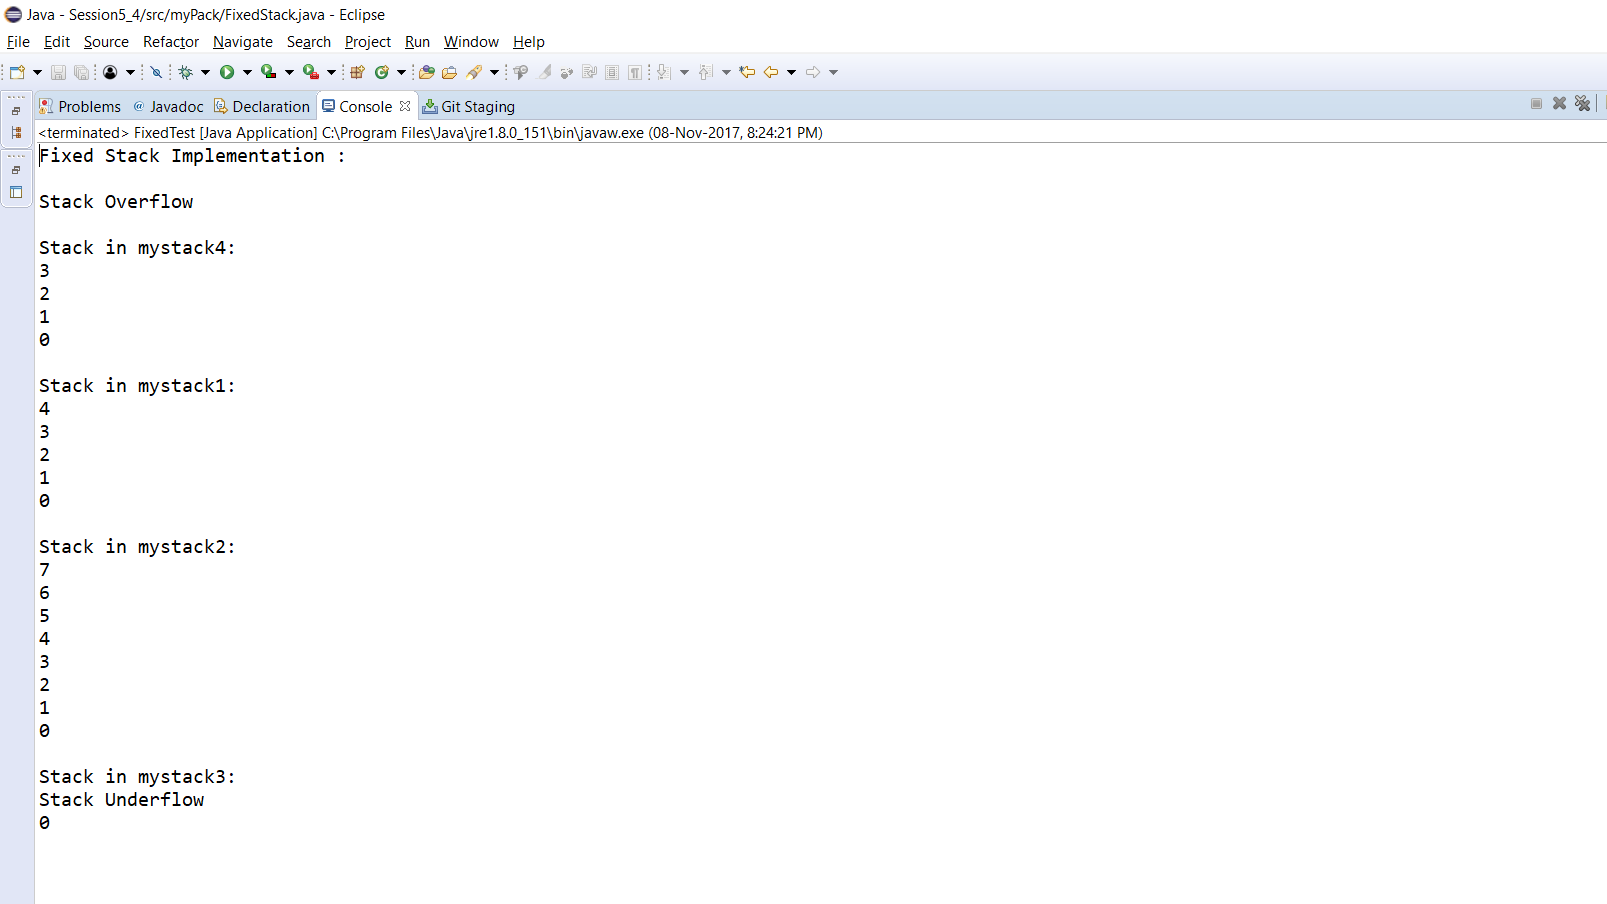 Java - Session5_4/src/myPack/FixedStack.java - Eclipse
File Edit Source Refactor Navigate Search Project Run Window Help
Problems @ Javadoc Declaration Console Git Staging
<terminated> FixedTest [Java Application] C:\Program Files\Java\jre1.8.0_151\bin\javaw.exe (08-Nov-2017, 8:24:21 PM)
Fixed Stack Implementation :
Stack Overflow
Stack in mystack4:
3
2
1
0
Stack in mystack1:
4
3
2
1
0
Stack in mystack2:
7
6
5
4
3
2
1
0
Stack in mystack3:
Stack Underflow
0